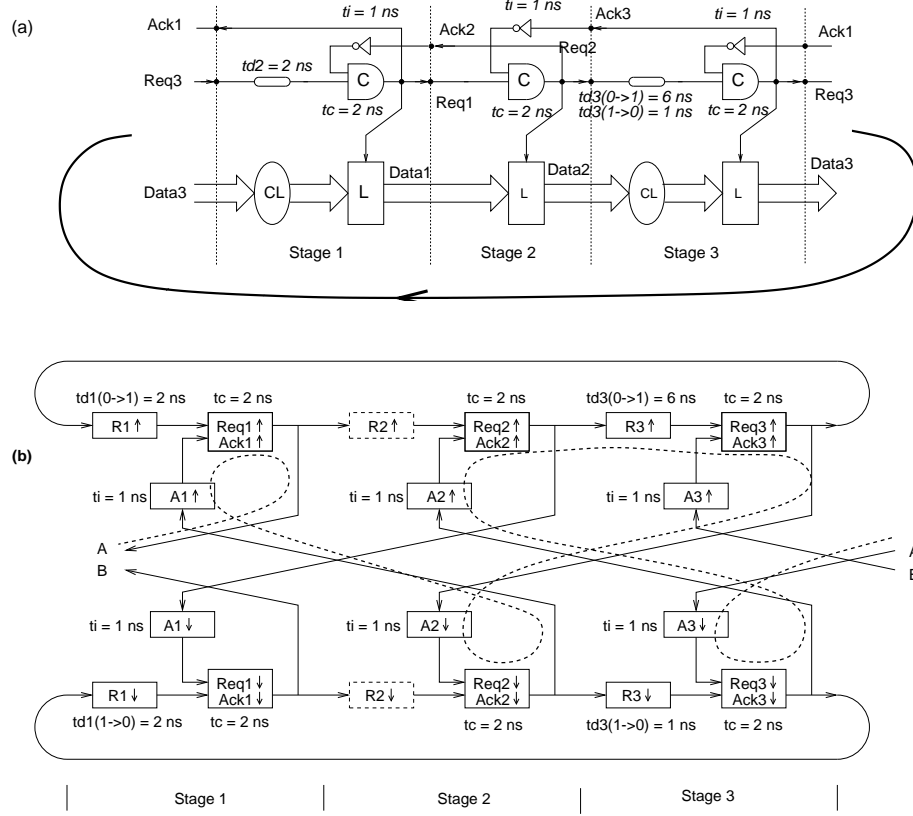 (a)
ti = 1 ns
ti = 1 ns
Ack3
ti = 1 ns
Ack1
Ack2
Ack1
Req2
Req3
td2 = 2 ns
C
C
C
Req3
tc = 2 ns
Req1
tc = 2 ns
td3(0->1) = 6 ns
td3(1->0) = 1 ns
tc = 2 ns
Data3
CL
L
Data1
L
Data2
CL
L
Data3
Stage 1
Stage 2
Stage 3
td1(0->1) = 2 ns
tc = 2 ns
tc = 2 ns
td3(0->1) = 6 ns
tc = 2 ns
R1↑
Req1↑
Ack1↑
R2↑
Req2↑
Ack2↑
R3↑
Req3↑
Ack3↑
(b)
ti = 1 ns
A1↑
ti = 1 ns
A2↑
ti = 1 ns
A3↑
A
B
A
B
ti = 1 ns
A1↓
ti = 1 ns
A2↓
ti = 1 ns
A3↓
R1↓
Req1↓
Ack1↓
R2↓
Req2↓
Ack2↓
R3↓
Req3↓
Ack3↓
td1(1->0) = 2 ns
tc = 2 ns
tc = 2 ns
td3(1->0) = 1 ns
tc = 2 ns
Stage 1
Stage 2
Stage 3